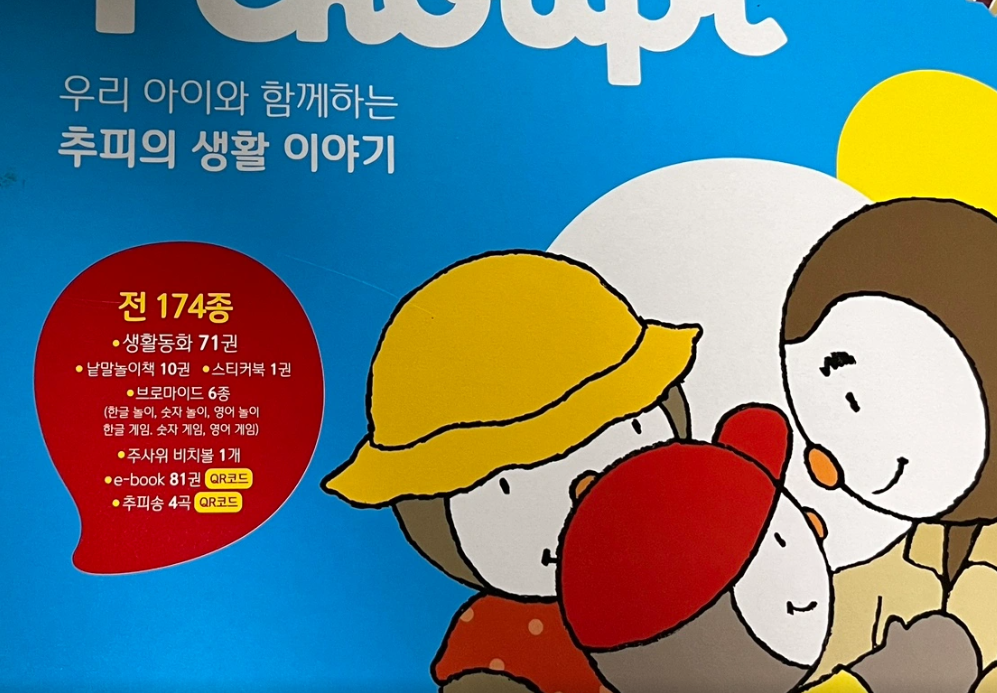 우리 아이와 함께하는
추피의 생활 이야기
전 174종
•생활동화 71권
•낱말놀이책 10권 •스티커북 1권
•브로마이드 6종
(한글 놀이, 숫자 놀이, 영어 놀이
한글 게임. 숫자 게임, 영어 게임)
•주사위 비치볼 1개
•e-book 81권 QR코드
•추피송 4곡 QR코드